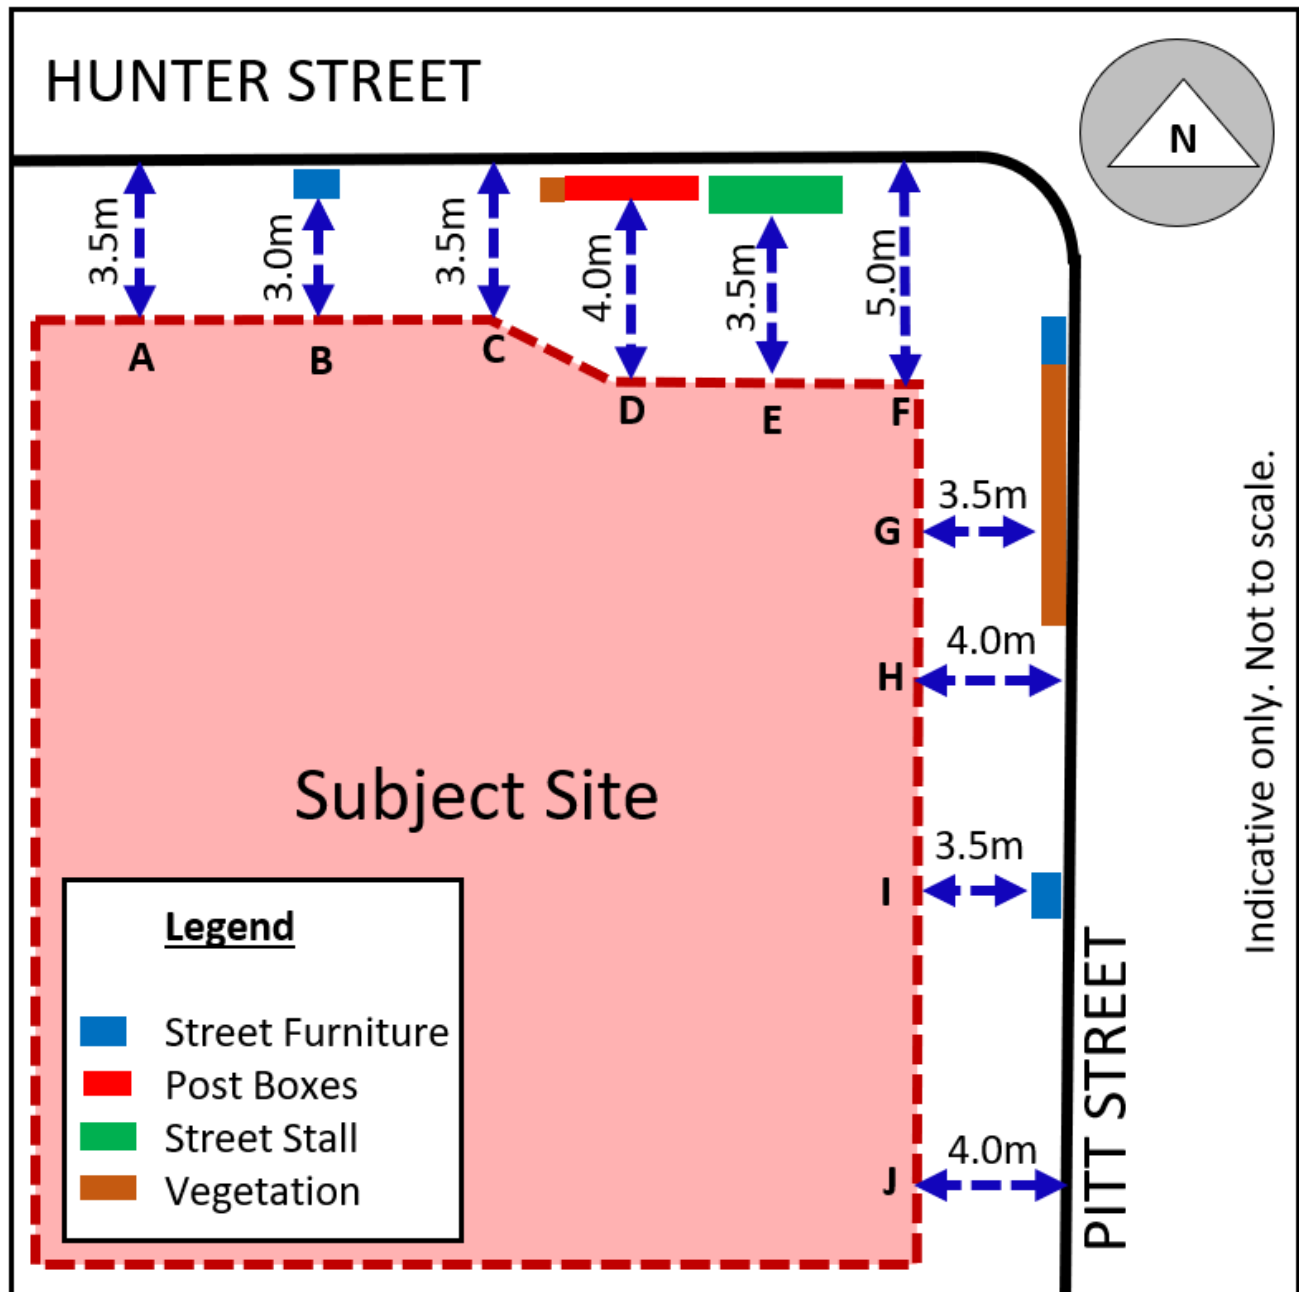 HUNTER STREET
N
3.5m
3.0m
3.5m
4.0m
3.5m
5.0m
A
B
C
D
E
F
3.5m
G
4.0m
H
Subject Site
3.5m
I
4.0m
J
PITT STREET
Indicative only. Not to scale.
Legend
Street Furniture
Post Boxes
Street Stall
Vegetation